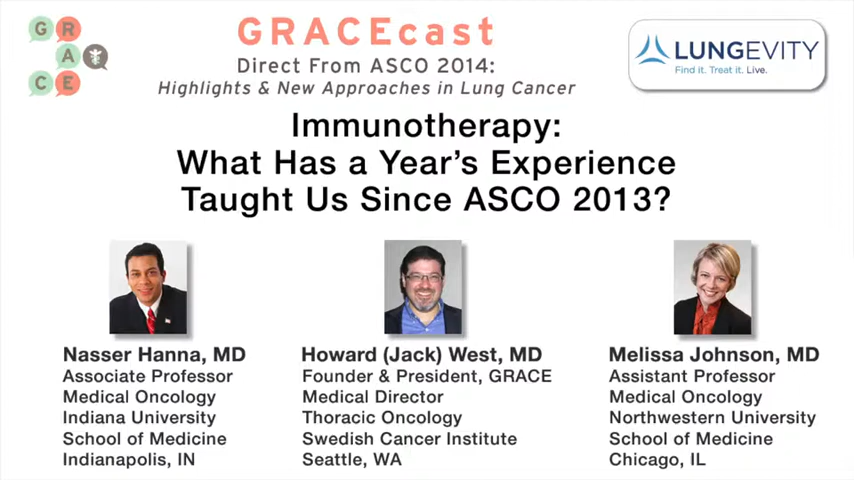 G R
A
C E
GRACEcast
Direct From ASCO 2014:
Highlights & New Approaches in Lung Cancer
LUNGEVITY
Find it. Treat it. Live.
Immunotherapy:
What Has a Year's Experience
Taught Us Since ASCO 2013?
Nasser Hanna, MD
Associate Professor
Medical Oncology
Indiana University
School of Medicine
Indianapolis, IN
Howard (Jack) West, MD
Founder & President, GRACE
Medical Director
Thoracic Oncology
Swedish Cancer Institute
Seattle, WA
Melissa Johnson, MD
Assistant Professor
Medical Oncology
Northwestern University
School of Medicine
Chicago, IL